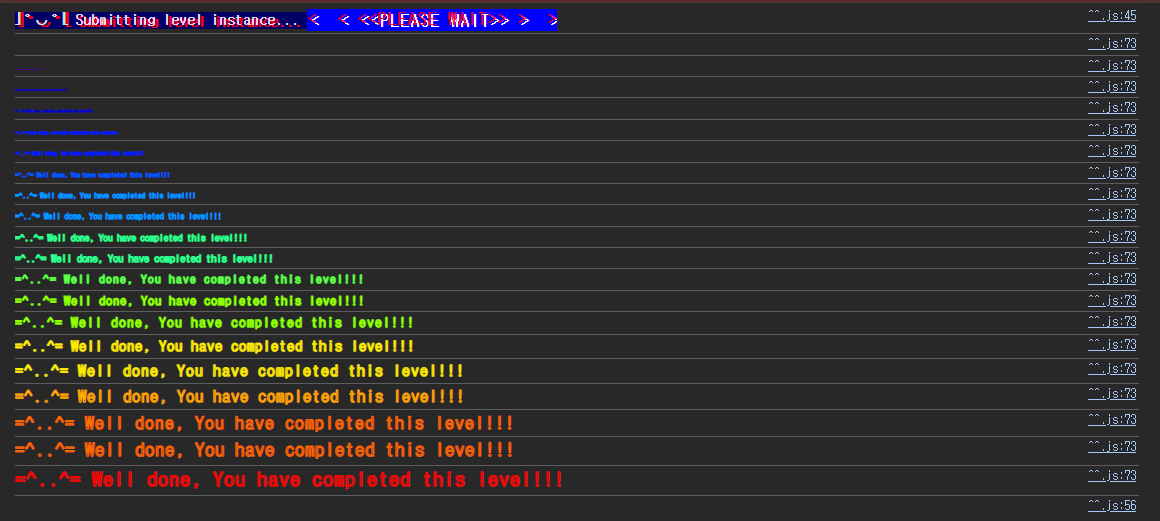 ]°ᴗ°] Submitting level instance... < < <<PLEASE WAIT>> > > ^^.js:45
^^.js:73
^^.js:73
^^.js:73
^^.js:73
^^.js:73
^^.js:73
=^..^= Well done, You have completed this level!!! ^^.js:73
=^..^= Well done, You have completed this level!!! ^^.js:73
=^..^= Well done, You have completed this level!!! ^^.js:73
=^..^= Well done, You have completed this level!!! ^^.js:73
=^..^= Well done, You have completed this level!!! ^^.js:73
=^..^= Well done, You have completed this level!!! ^^.js:73
=^..^= Well done, You have completed this level!!! ^^.js:73
=^..^= Well done, You have completed this level!!! ^^.js:73
=^..^= Well done, You have completed this level!!! ^^.js:73
=^..^= Well done, You have completed this level!!! ^^.js:73
=^..^= Well done, You have completed this level!!! ^^.js:73
=^..^= Well done, You have completed this level!!! ^^.js:73
=^..^= Well done, You have completed this level!!! ^^.js:73
=^..^= Well done, You have completed this level!!! ^^.js:73
^^.js:56